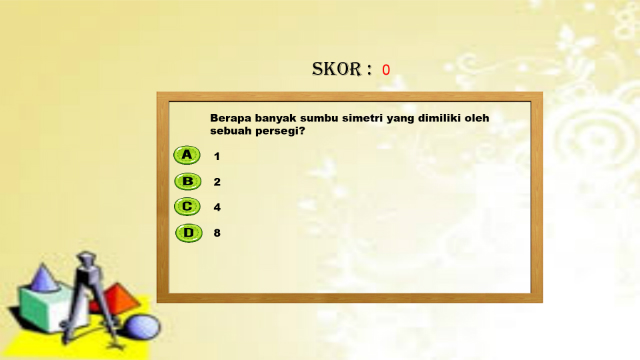 SKOR : 0
Berapa banyak sumbu simetri yang dimiliki oleh
sebuah persegi?
A 1
B 2
C 4
D 8